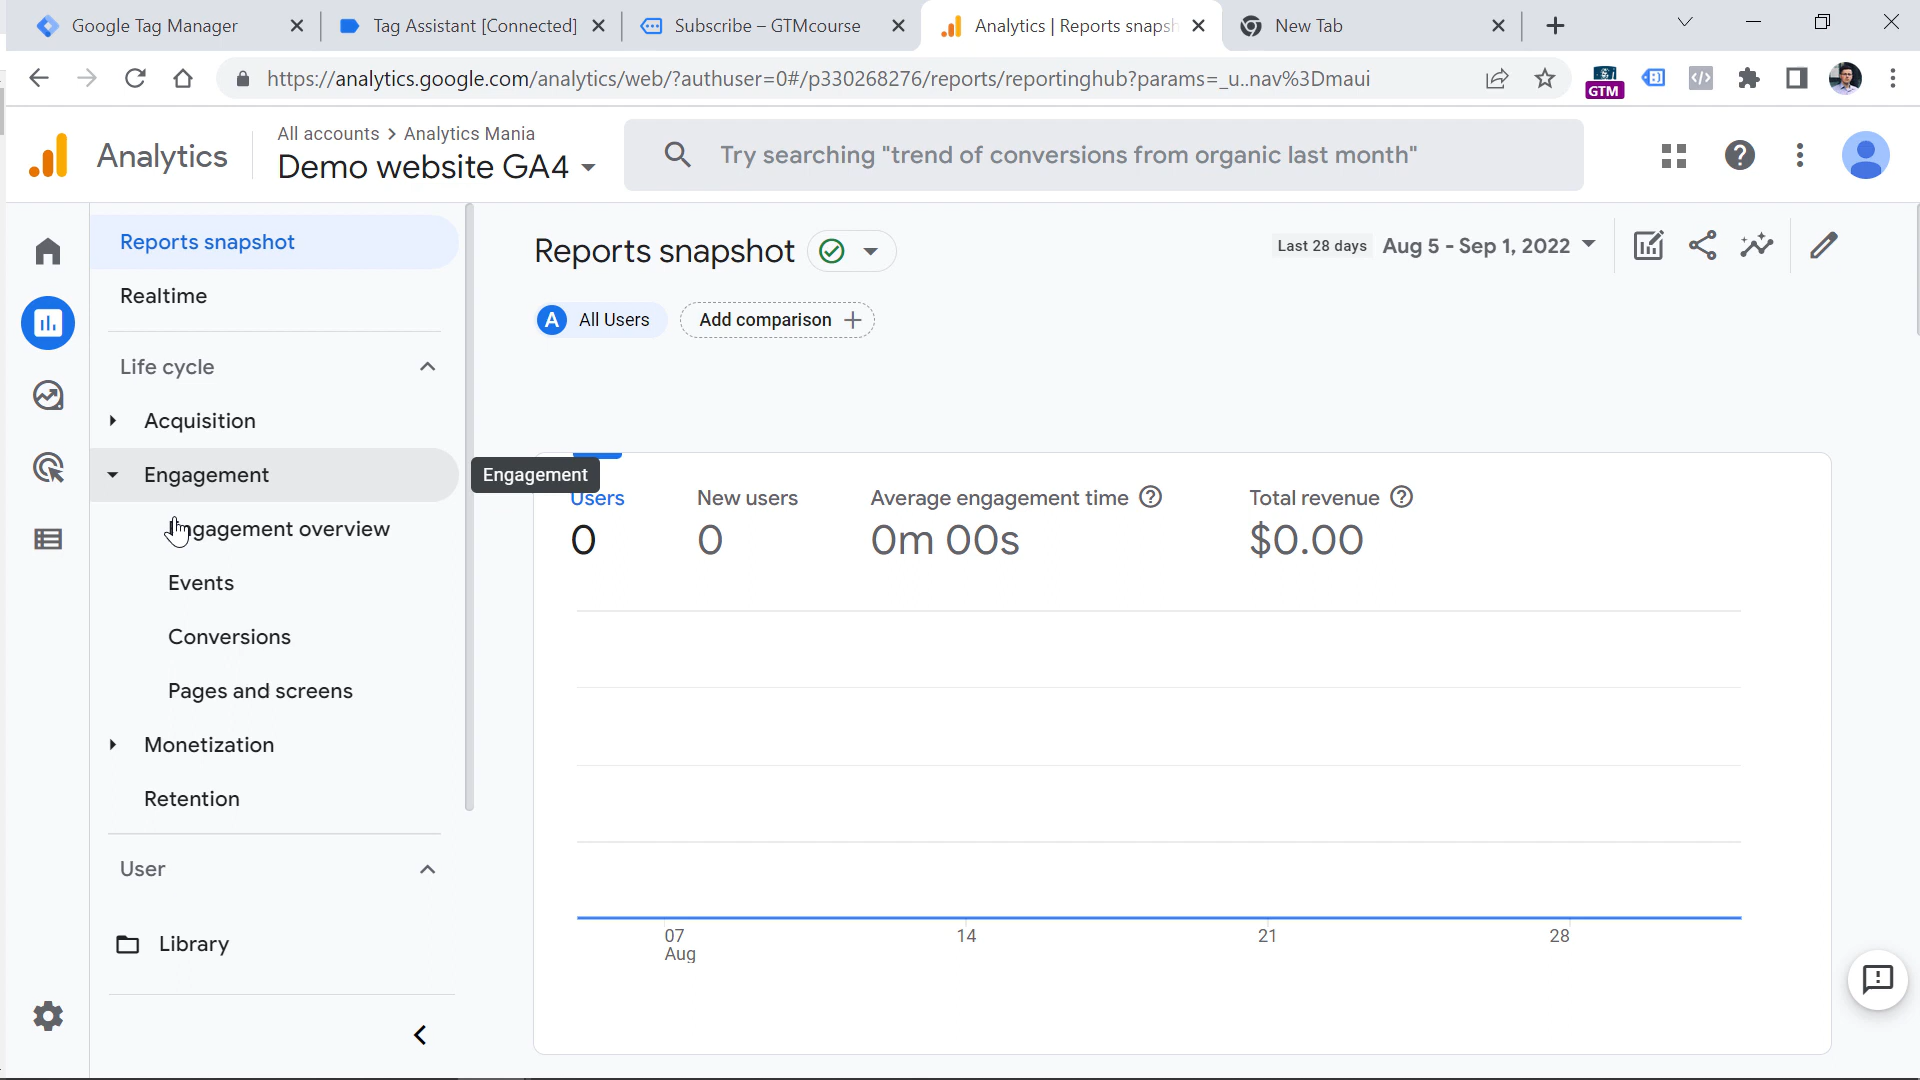 Google Tag Manager
Tag Assistant [Connected]
Subscribe – GTMcourse
Analytics | Reports snapsh
New Tab
https://analytics.google.com/analytics/web/?authuser=0#/p330268276/reports/reportinghub?params=_u..nav%3Dmaui
GTM
Analytics
All accounts > Analytics Mania
Demo website GA4
Try searching "trend of conversions from organic last month"
Reports snapshot
Realtime
Life cycle
Acquisition
Engagement
Engagement overview
Events
Conversions
Pages and screens
Monetization
Retention
User
Library
Engagement
Reports snapshot
Last 28 days Aug 5 - Sep 1, 2022
A All Users
Add comparison +
Users
0
New users
0
Average engagement time
0m 00s
Total revenue
$0.00
07
Aug
14
21
28